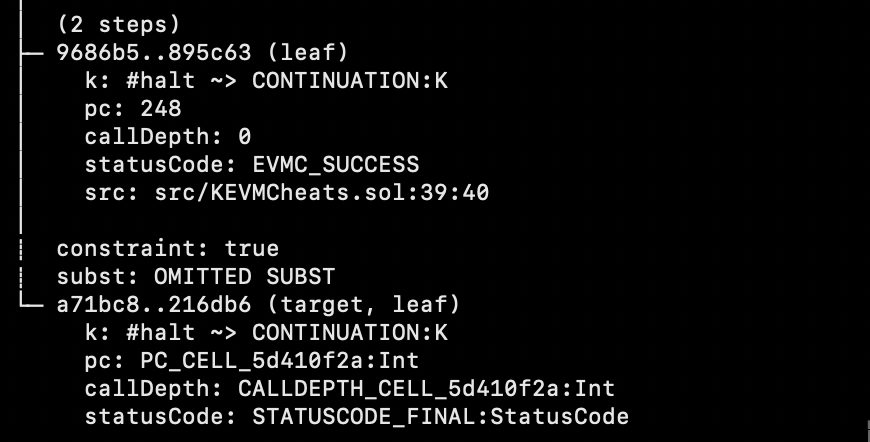 (2 steps)
9686b5..895c63 (leaf)
k: #halt ~> CONTINUATION:K
pc: 248
callDepth: 0
statusCode: EVMC_SUCCESS
src: src/KEVMCheats.sol:39:40
constraint: true
subst: OMITTED SUBST
a71bc8..216db6 (target, leaf)
k: #halt ~> CONTINUATION:K
pc: PC_CELL_5d410f2a:Int
callDepth: CALLDEPTH_CELL_5d410f2a:Int
statusCode: STATUSCODE_FINAL:StatusCode